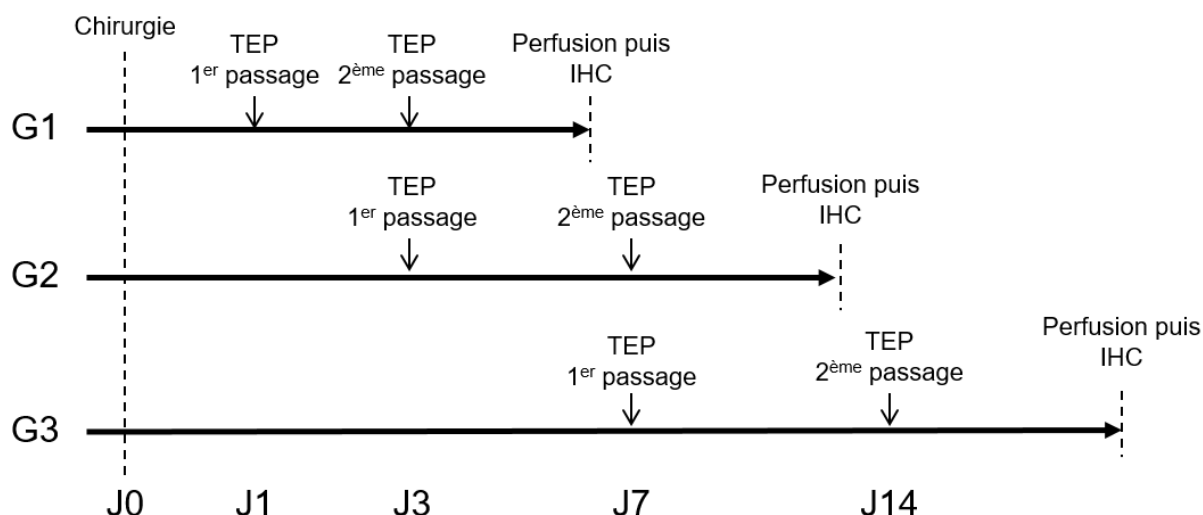 Chirurgie
TEP
1er passage
TEP
2ème passage
Perfusion puis
IHC
G1
TEP
1er passage
TEP
2ème passage
Perfusion puis
IHC
G2
TEP
1er passage
TEP
2ème passage
Perfusion puis
IHC
G3
J0 J1 J3 J7 J14